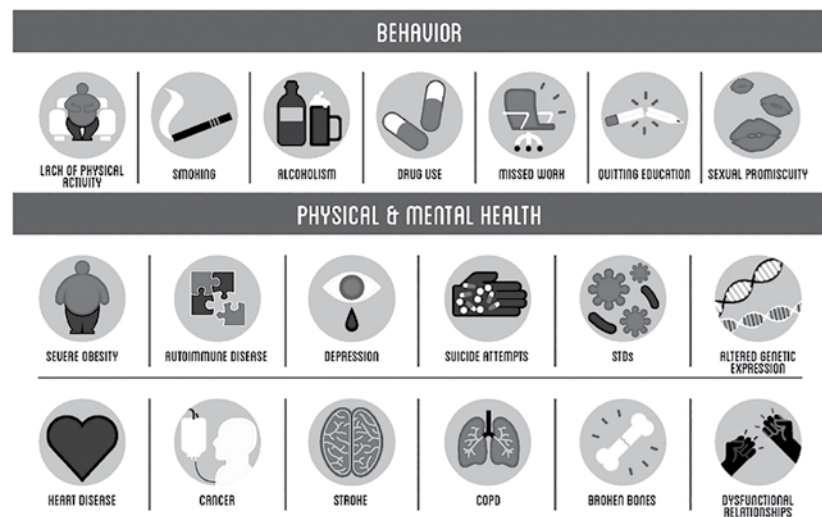 BEHAVIOR
LACK OF PHYSICAL
ACTIVITY
SMOKING
ALCOHOLISM
DRUG USE
MISSED WORK
QUITTING EDUCATION
SEXUAL PROMISCUITY
PHYSICAL & MENTAL HEALTH
SEVERE OBESITY
AUTOIMMUNE DISEASE
DEPRESSION
SUICIDE ATTEMPTS
STDs
ALTERED GENETIC
EXPRESSION
HEART DISEASE
CANCER
STROKE
COPD
BROKEN BONES
DYSFUNCTIONAL
RELATIONSHIPS